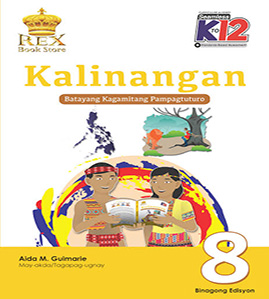 REX
Book Store
Seamless
K to 12
Kalinangan
Batayang Kagamitang Pampagtuturo
Aida M. Guimarie
May-akda/Tagapag-ugnay
8
Binagong Edisyon